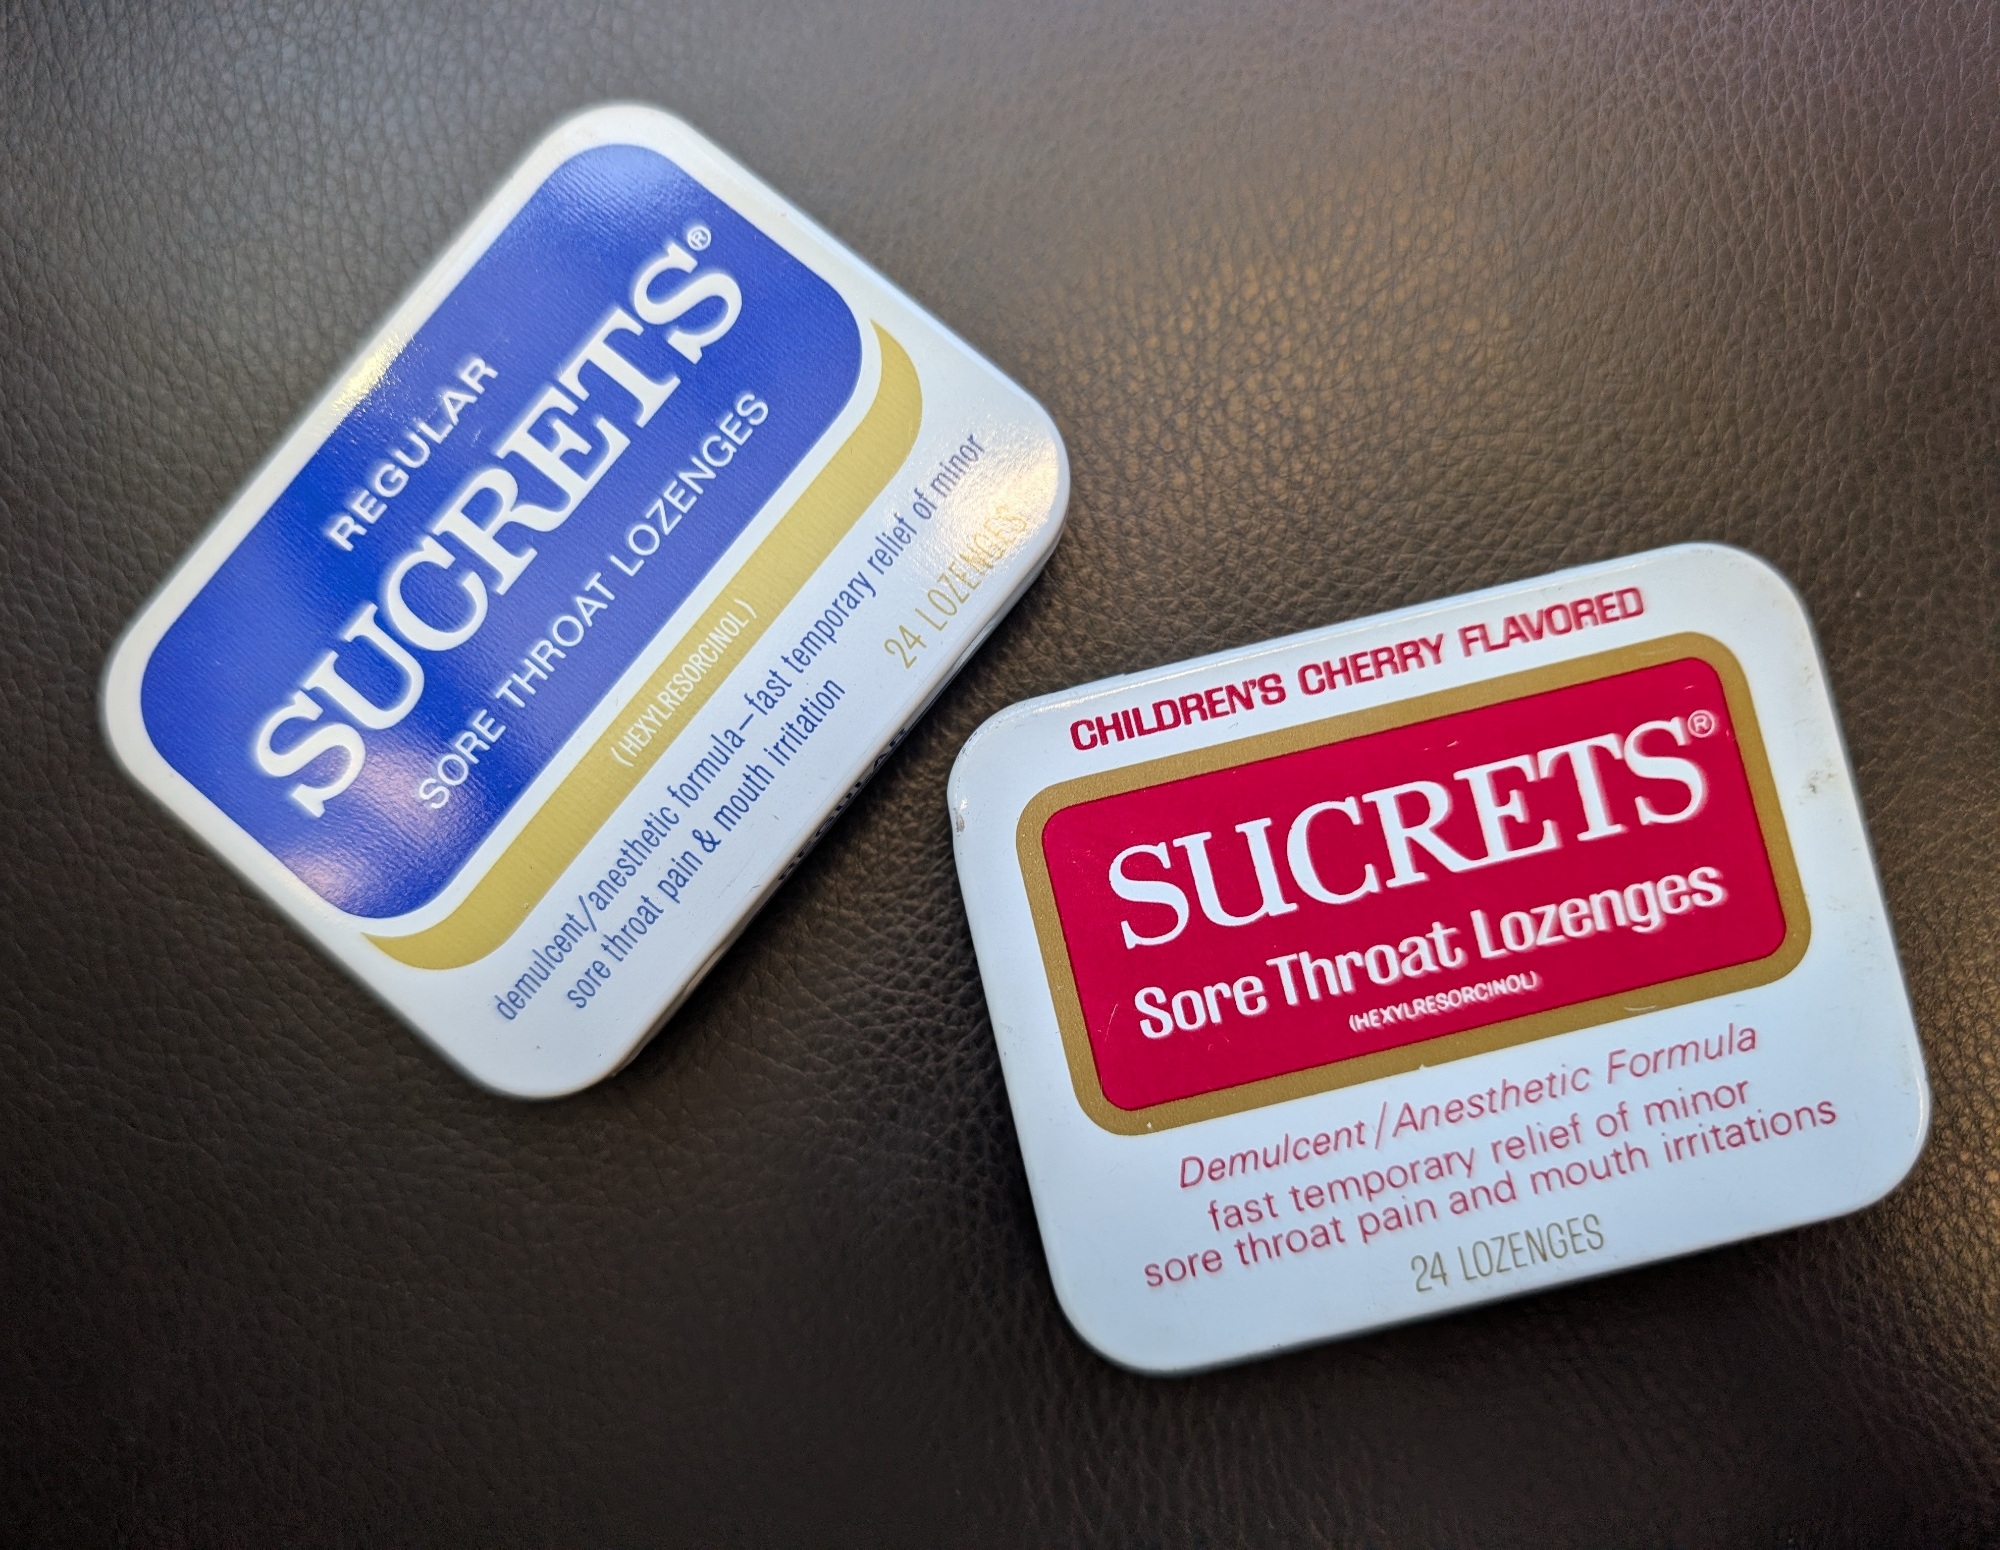 REGULAR
SUCRETS®
SORE THROAT LOZENGES
(HEXYLRESORCINOL)
demulcent/anesthetic formula—fast temporary relief of minor
sore throat pain & mouth irritation
24 LOZENGES
CHILDREN'S CHERRY FLAVORED
SUCRETS®
Sore Throat Lozenges
(HEXYLRESORCINOL)
Demulcent/Anesthetic Formula
fast temporary relief of minor
sore throat pain and mouth irritations
24 LOZENGES